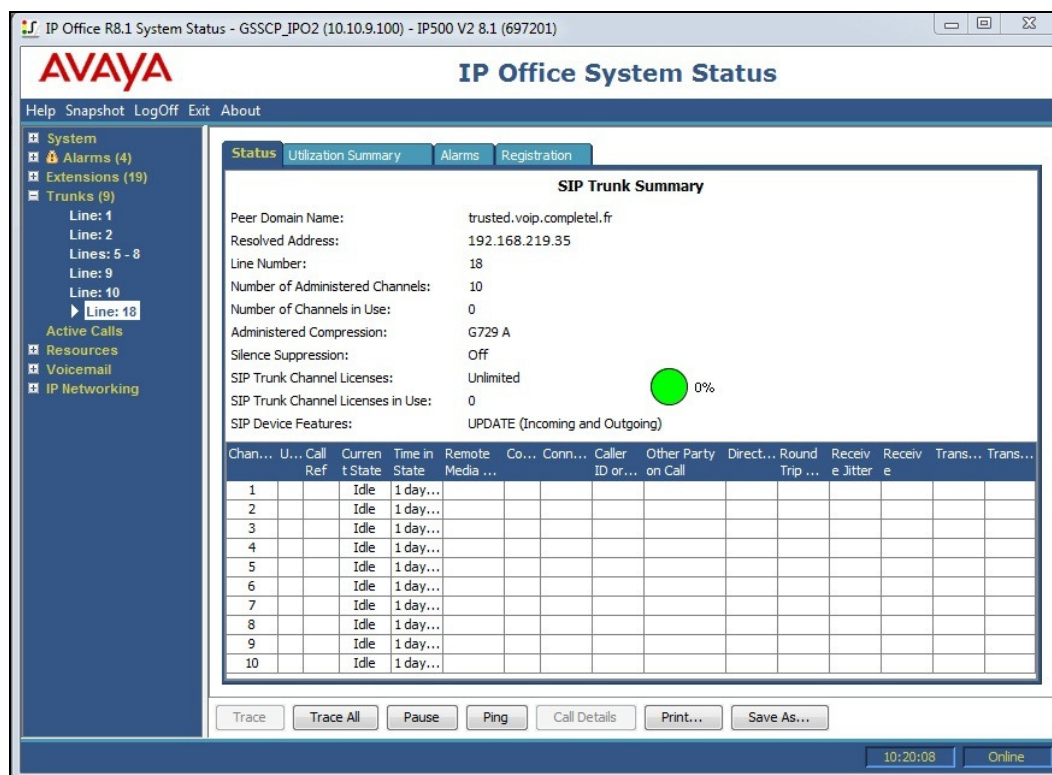 IP Office R8.1 System Status - GSSCP_IPO2 (10.10.9.100) - IP500 V2 8.1 (697201)
AVAYA
IP Office System Status
Help Snapshot LogOff Exit About
System
Alarms (4)
Extensions (19)
Trunks (9)
Line: 1
Line: 2
Lines: 5 - 8
Line: 9
Line: 10
Line: 18
Active Calls
Resources
Voicemail
IP Networking
Status Utilization Summary Alarms Registration
SIP Trunk Summary
Peer Domain Name: trusted.voip.completel.fr
Resolved Address: 192.168.219.35
Line Number: 18
Number of Administered Channels: 10
Number of Channels in Use: 0
Administered Compression: G729 A
Silence Suppression: Off
SIP Trunk Channel Licenses: Unlimited
0%
SIP Trunk Channel Licenses in Use: 0
SIP Device Features: UPDATE (Incoming and Outgoing)
Chan... U... Call Curren Time in Remote Co... Conn... Caller Other Party Direct... Round Receiv Receiv Trans... Trans...
Ref t State State Media ... ID or... on Call Trip ... e Jitter e
1 Idle 1 day...
2 Idle 1 day...
3 Idle 1 day...
4 Idle 1 day...
5 Idle 1 day...
6 Idle 1 day...
7 Idle 1 day...
8 Idle 1 day...
9 Idle 1 day...
10 Idle 1 day...
Trace Trace All Pause Ping Call Details Print... Save As...
10:20:08 Online